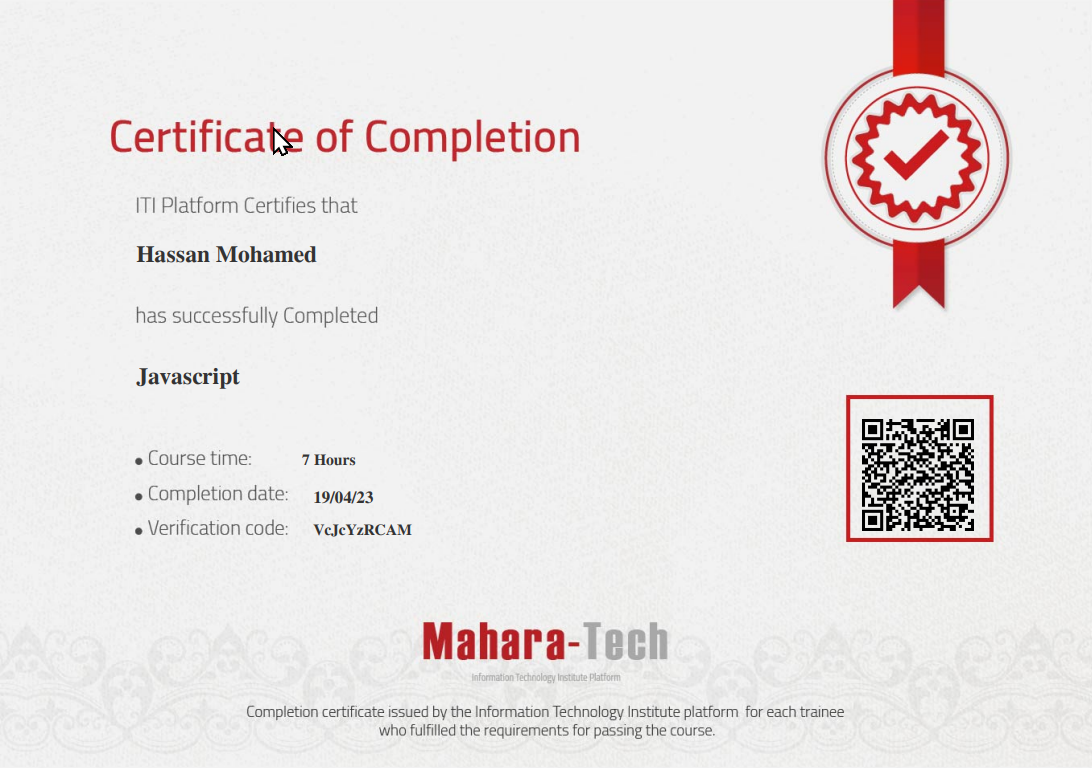 Certificate of Completion
ITI Platform Certifies that
Hassan Mohamed
has successfully Completed
Javascript
• Course time: 7 Hours
• Completion date: 19/04/23
• Verification code: VcJcYzRCAM
Mahara-Tech
Information Technology Institute Platform
Completion certificate issued by the Information Technology Institute platform for each trainee
who fulfilled the requirements for passing the course.